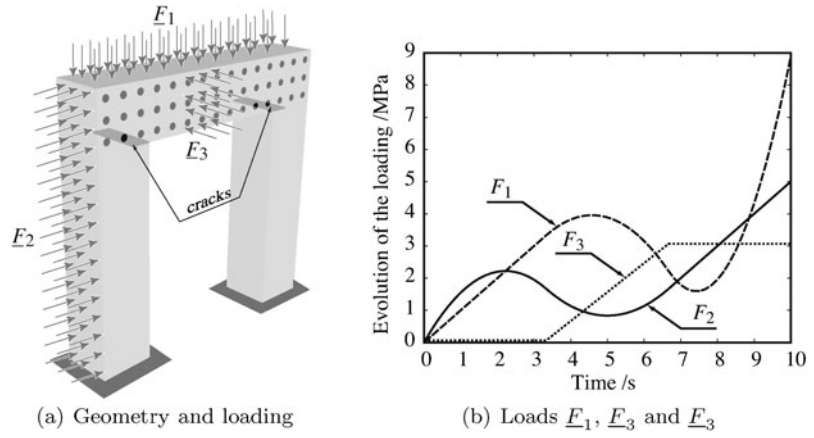 F1
F2
F3
cracks
(a) Geometry and loading
Evolution of the loading /MPa
9
8
7
6
5
4
3
2
1
0
F1
F3
F2
0 1 2 3 4 5 6 7 8 9 10
Time /s
(b) Loads F1, F3 and F3